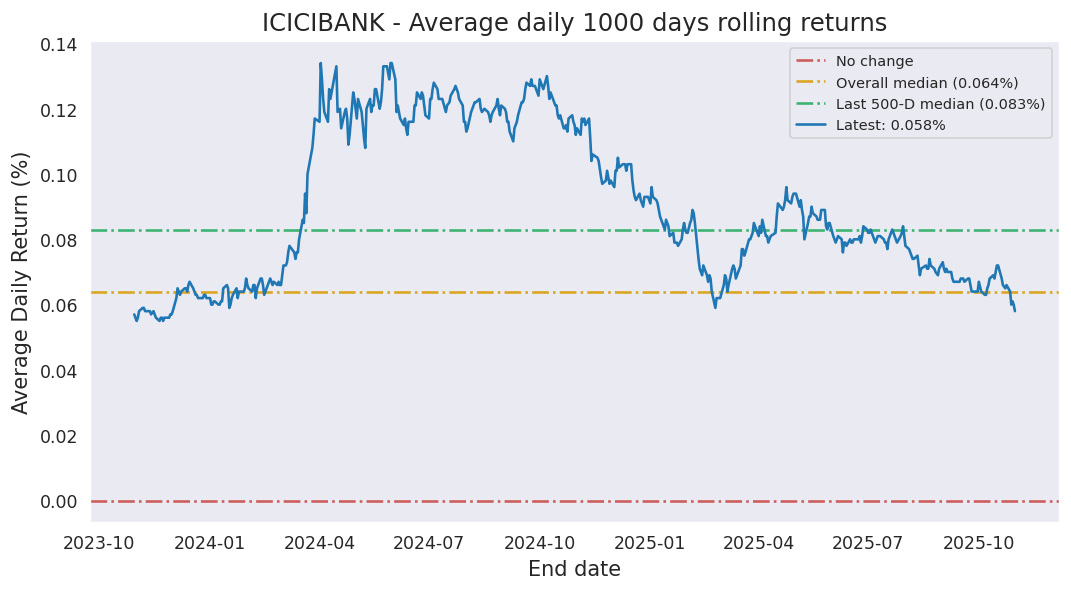 ICICIBANK - Average daily 1000 days rolling returns
Average Daily Return (%)
0.14
0.12
0.10
0.08
0.06
0.04
0.02
0.00
No change
Overall median (0.064%)
Last 500-D median (0.083%)
Latest: 0.058%
2023-10 2024-01 2024-04 2024-07 2024-10 2025-01 2025-04 2025-07 2025-10
End date